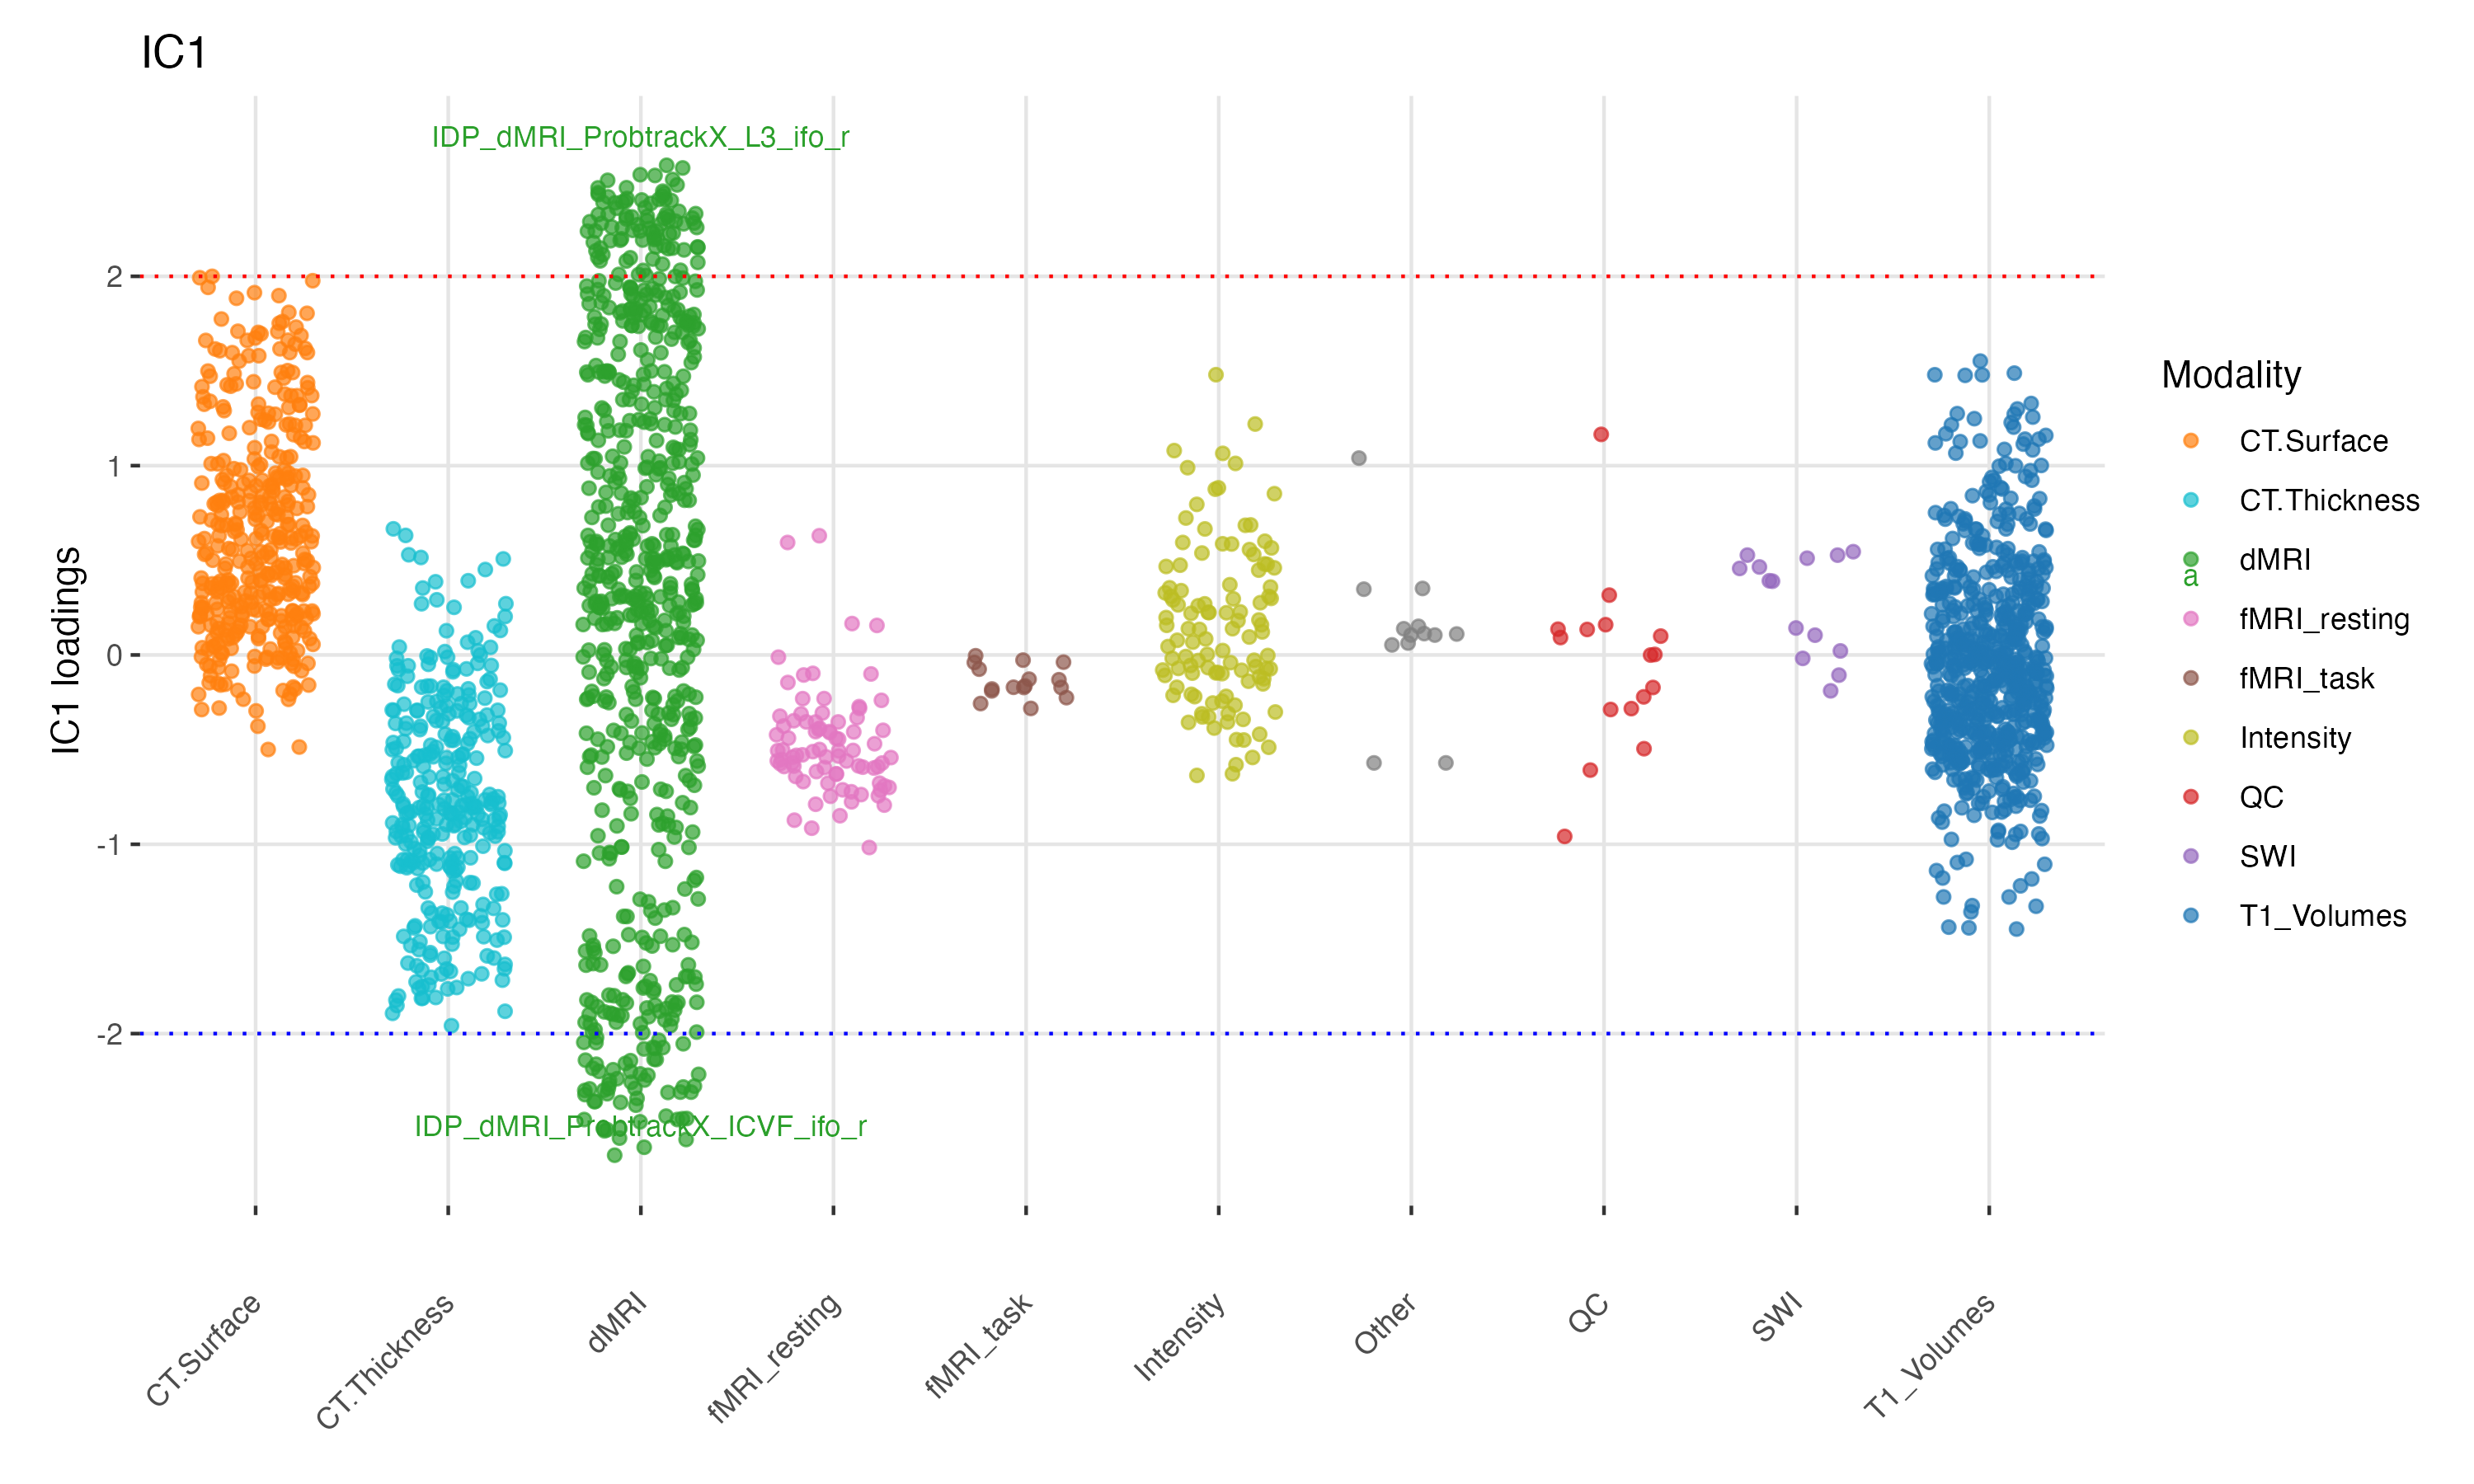 IC1
IDP_dMRI_ProbtrackX_L3_ifo_r
2
1
0
-1
-2
IC1 loadings
IDP_dMRI_ProbtrackX_ICVF_ifo_r
CT.Surface
CT.Thickness
dMRI
fMRI_resting
fMRI_task
Intensity
Other
QC
SWI
T1_Volumes
Modality
CT.Surface
CT.Thickness
dMRI
a
fMRI_resting
fMRI_task
Intensity
QC
SWI
T1_Volumes